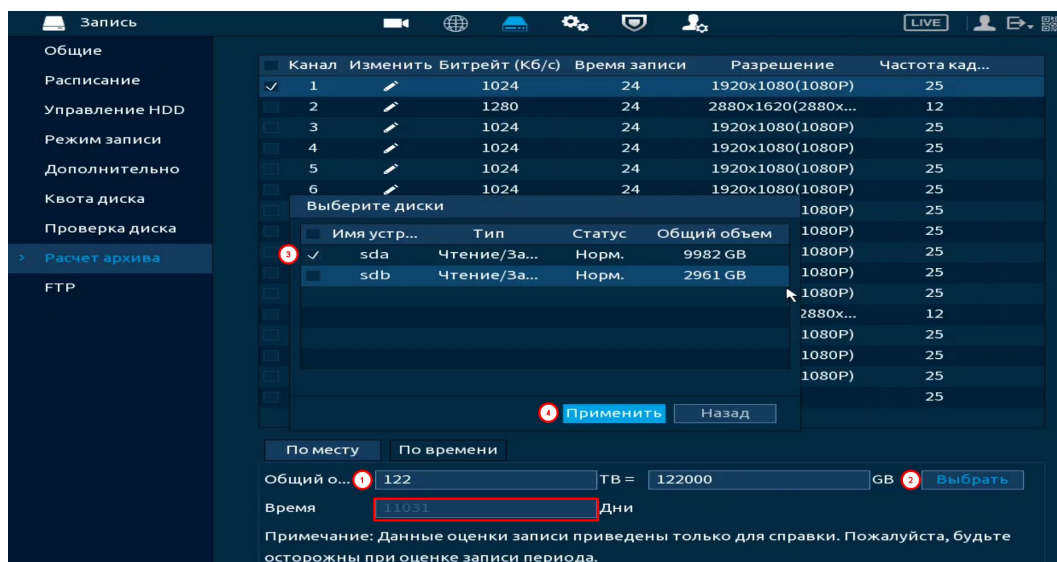 Запись LIVE
Общие
Расписание
Управление HDD
Режим записи
Дополнительно
Квота диска
Проверка диска
> Расчет архива
FTP
Канал Изменить Битрейт (Кб/с) Время записи Разрешение Частота кад...
1 1024 24 1920x1080(1080P) 25
2 1280 24 2880x1620(2880x... 12
3 1024 24 1920x1080(1080P) 25
4 1024 24 1920x1080(1080P) 25
5 1024 24 1920x1080(1080P) 25
6 1024 24 1920x1080(1080P) 25
1080P) 25
1080P) 25
1080P) 25
1080P) 25
1080P) 25
2880x... 12
1080P) 25
1080P) 25
1080P) 25
25
Выберите диски
Имя устр... Тип Статус Общий объем
3 sda Чтение/За... Норм. 9982 GB
sdb Чтение/За... Норм. 2961 GB
4 Применить Назад
По месту По времени
Общий о... 1 122 TB = 122000 GB 2 Выбрать
Время 11031 Дни
Примечание: Данные оценки записи приведены только для справки. Пожалуйста, будьте
осторожны при оценке записи периода.